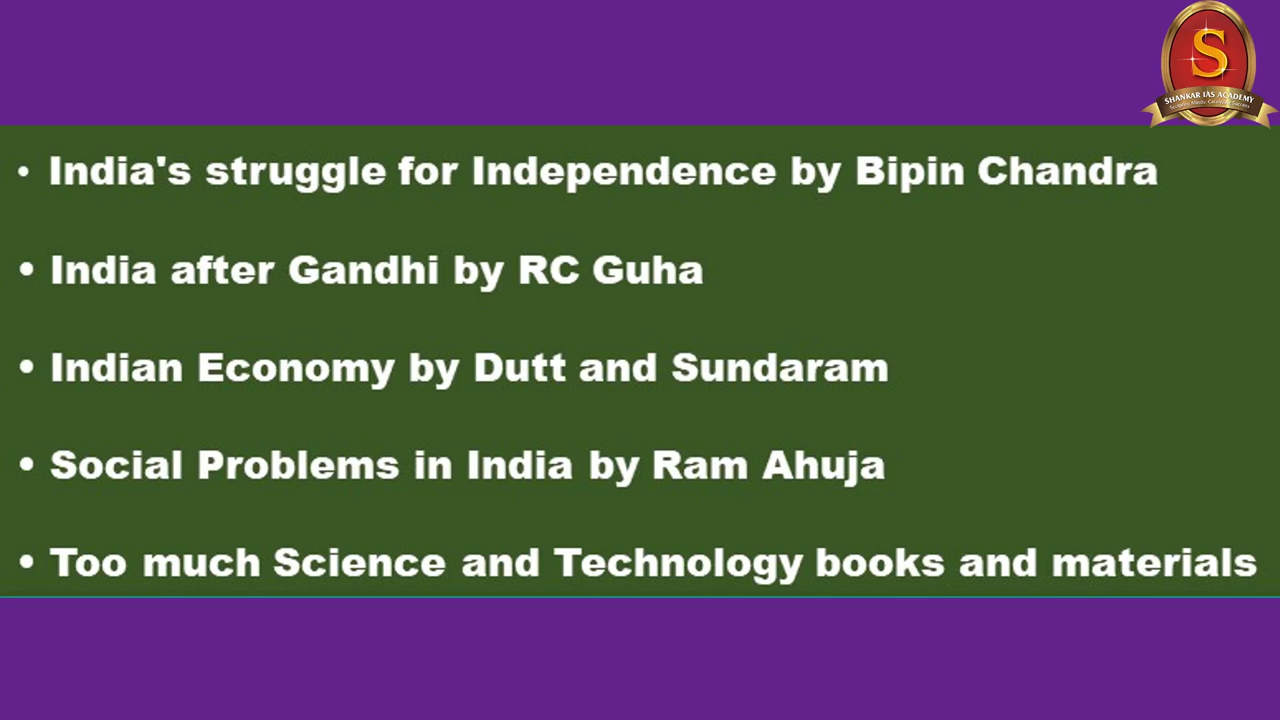 S
SHANKAR IAS ACADEMY
• India's struggle for Independence by Bipin Chandra
• India after Gandhi by RC Guha
• Indian Economy by Dutt and Sundaram
• Social Problems in India by Ram Ahuja
• Too much Science and Technology books and materials